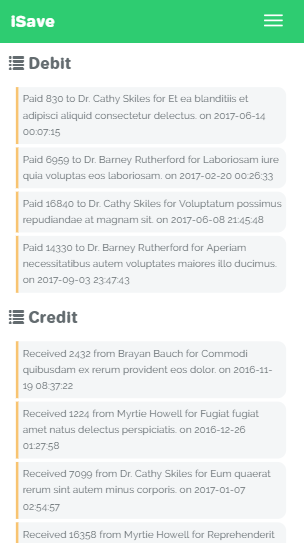 ISave
Debit
Paid 830 to Dr. Cathy Skiles for Et ea blanditiis et
adipisci aliquid consectetur delectus. on 2017-06-14
00:07:15
Paid 6959 to Dr. Barney Rutherford for Laboriosam iure
quia voluptas eos laboriosam. on 2017-02-20 00:26:33
Paid 16840 to Dr. Cathy Skiles for Voluptatum possimus
repudiandae at magnam sit. on 2017-06-08 21:45:48
Paid 14330 to Dr. Barney Rutherford for Aperiam
necessitatibus autem voluptates maiores illo ducimus.
on 2017-09-03 23:47:43
Credit
Received 2432 from Brayan Bauch for Commodi
quibusdam ex rerum provident eos dolor. on 2016-11-
19 08:37:22
Received 1224 from Myrtie Howell for Fugiat fugiat
amet natus delectus perspiciatis. on 2016-12-26
01:27:58
Received 7099 from Dr. Cathy Skiles for Eum quaerat
rerum sint autem minus corporis. on 2017-01-07
02:54:57
Received 16358 from Myrtie Howell for Reprehenderit